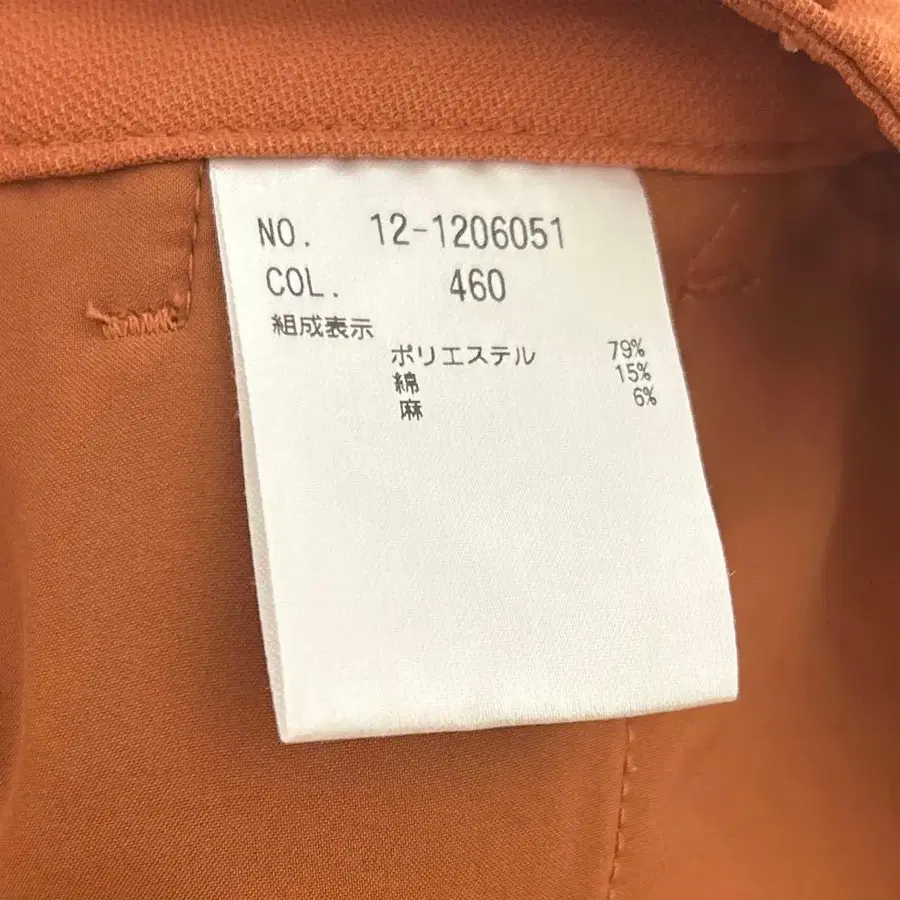 NO. 12-1206051
COL. 460
組成表示
ポリエステル 79%
綿 15%
麻 6%